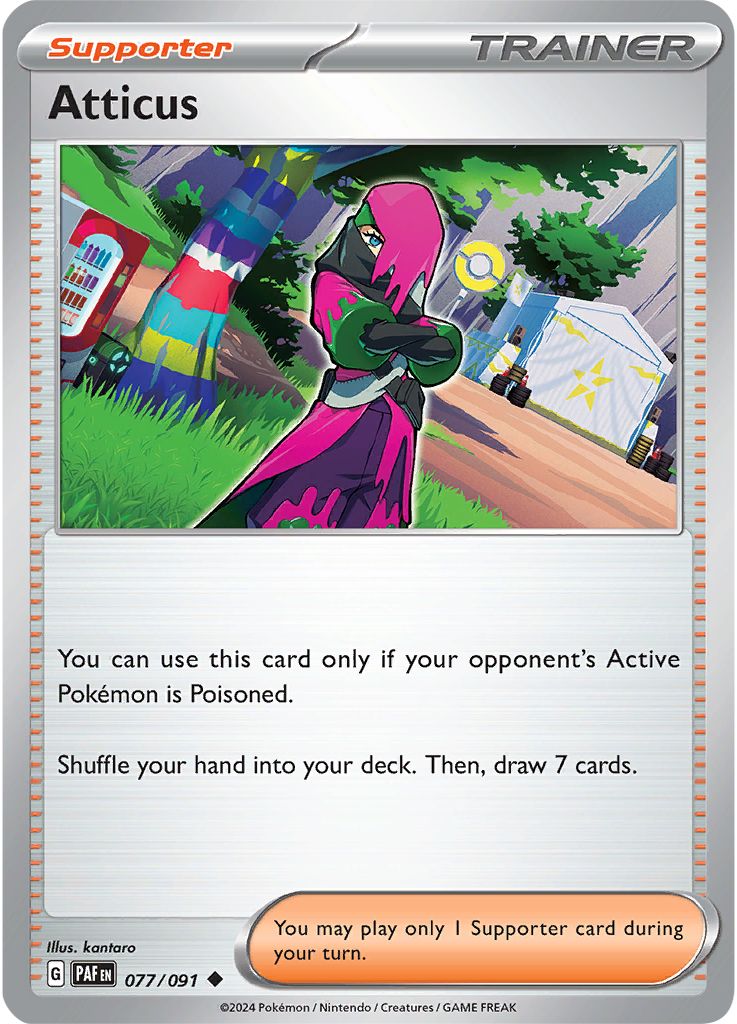 Supporter
TRAINER
Atticus
You can use this card only if your opponent's Active
Pokémon is Poisoned.
Shuffle your hand into your deck. Then, draw 7 cards.
You may play only 1 Supporter card during
your turn.
Illus. kantaro
G PAF EN 077/091
©2024 Pokémon / Nintendo / Creatures / GAME FREAK